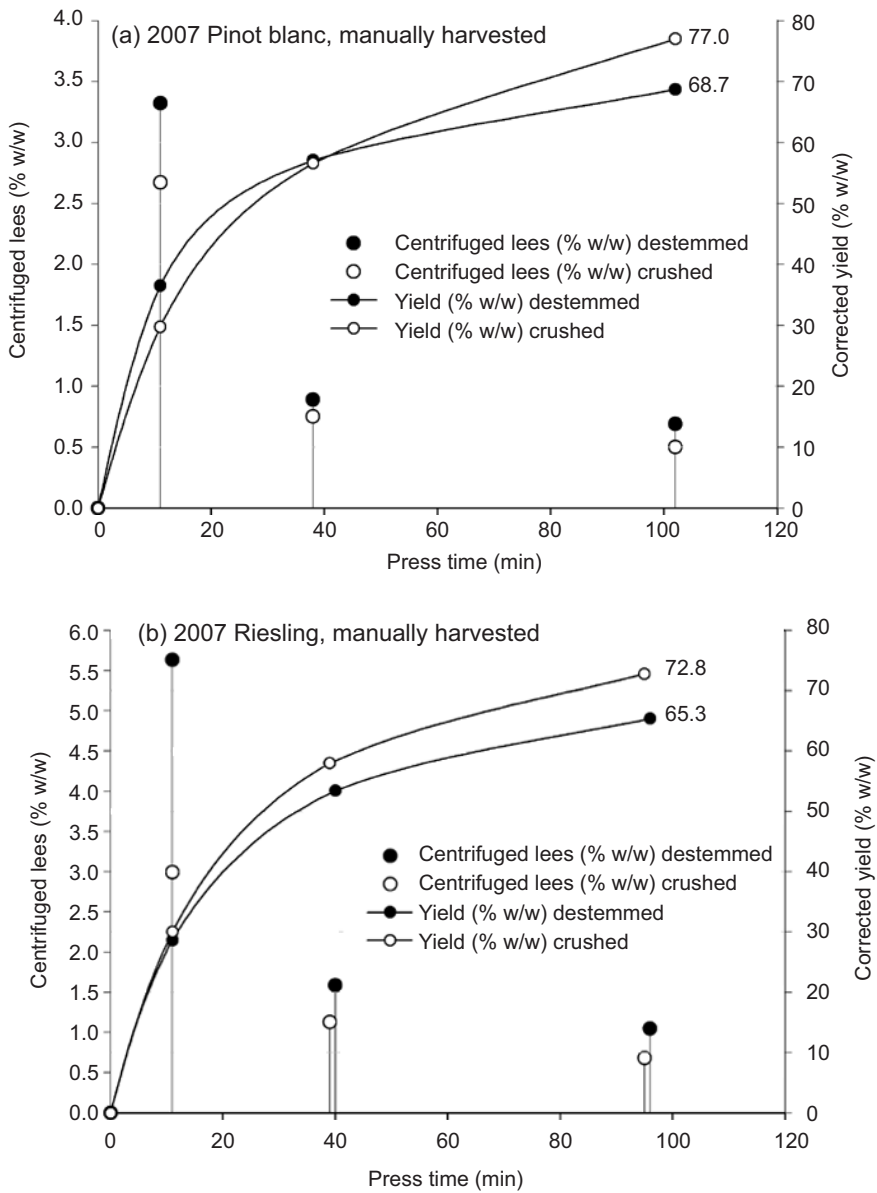 (a) 2007 Pinot blanc, manually harvested
4.0
3.5
3.0
2.5
2.0
1.5
1.0
0.5
0.0
Centrifuged lees (% w/w)
80
70
60
50
40
30
20
10
0
Corrected yield (% w/w)
77.0
68.7
Centrifuged lees (% w/w) destemmed
Centrifuged lees (% w/w) crushed
Yield (% w/w) destemmed
Yield (% w/w) crushed
0 20 40 60 80 100 120
Press time (min)
(b) 2007 Riesling, manually harvested
6.0
5.5
5.0
4.5
4.0
3.5
3.0
2.5
2.0
1.5
1.0
0.5
0.0
Centrifuged lees (% w/w)
80
70
60
50
40
30
20
10
0
Corrected yield (% w/w)
72.8
65.3
Centrifuged lees (% w/w) destemmed
Centrifuged lees (% w/w) crushed
Yield (% w/w) destemmed
Yield (% w/w) crushed
0 20 40 60 80 100 120
Press time (min)